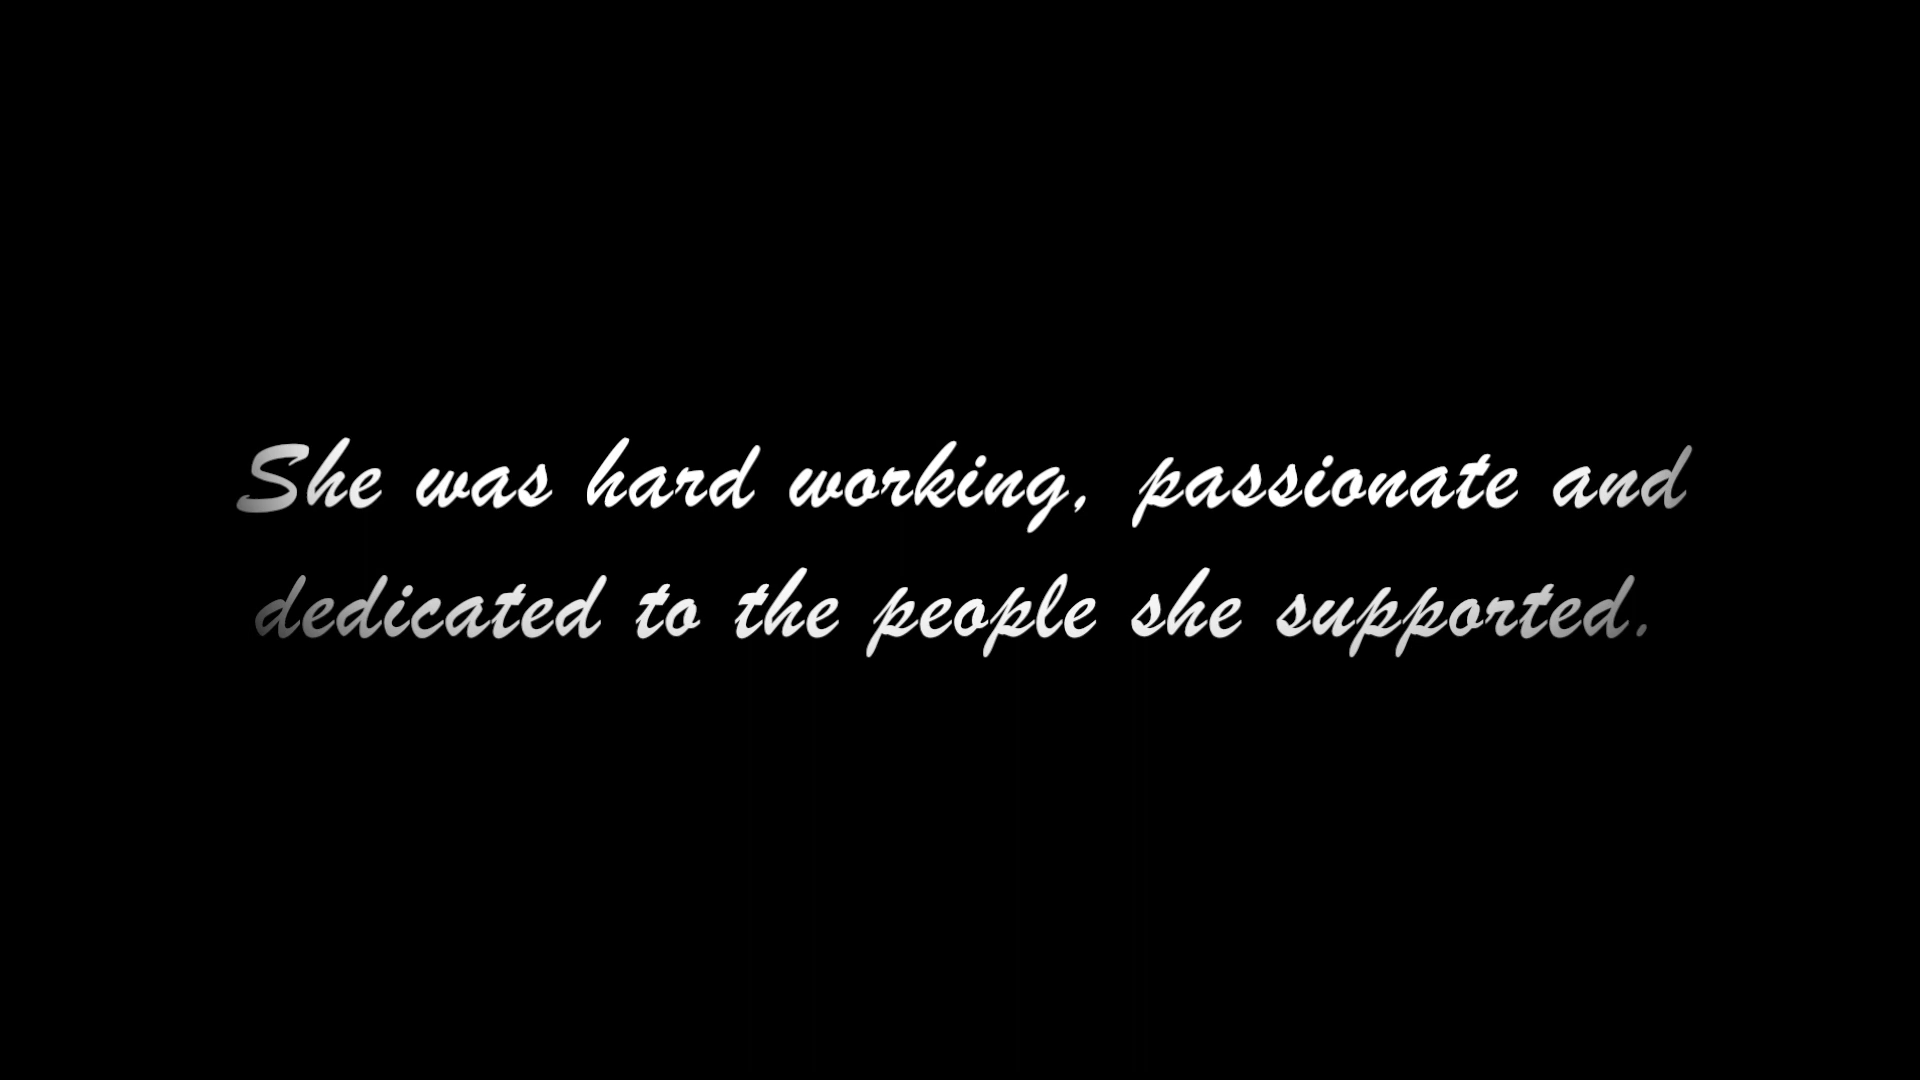 She was hard working, passionate and
dedicated to the people she supported.